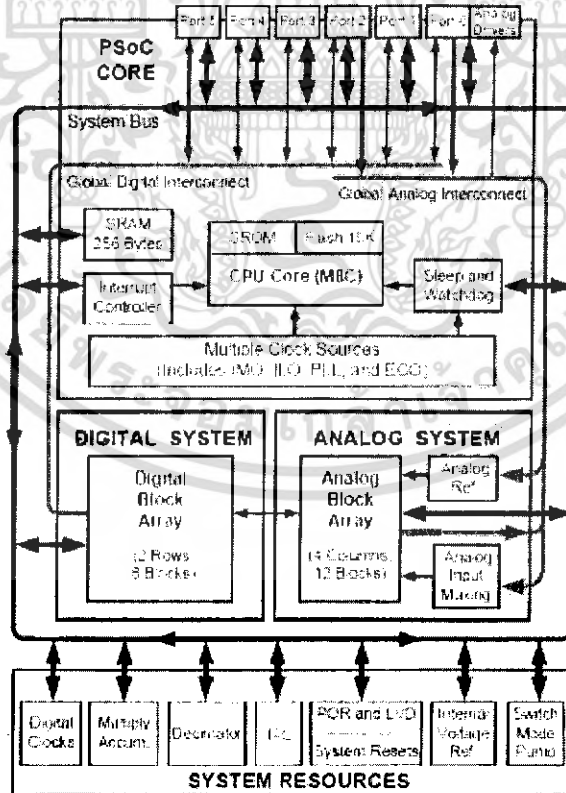 Port 5 Port 4 Port 3 Port 2 Port 1 Port 0 Analog Drivers
PSoC
CORE
System Bus
Global Digital Interconnect
Global Analog Interconnect
SRAM
256 Bytes
SROM
Flash 16K
CPU Core (M8C)
Interrupt
Controller
Sleep and
Watchdog
Multiple Clock Sources
(Includes IMO, ILO, PLL, and ECO)
DIGITAL SYSTEM
Digital
Block
Array
(2 Rows,
8 Blocks)
ANALOG SYSTEM
Analog
Block
Array
(4 Columns,
12 Blocks)
Analog
Ref
Analog
Input
Muxing
Digital
Clocks
Multiply
Accum.
Decimator
I2C
POR and LVD
System Resets
Internal
Voltage
Ref.
Switch
Mode
Pump
SYSTEM RESOURCES